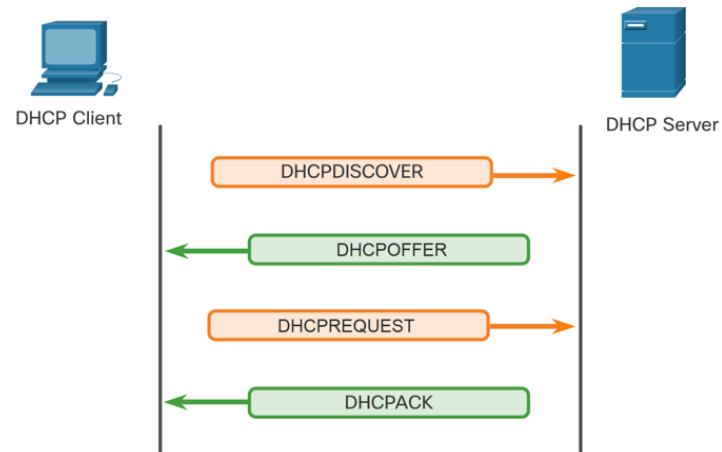 DHCP Client
DHCP Server
DHCPDISCOVER
DHCPOFFER
DHCPREQUEST
DHCPACK